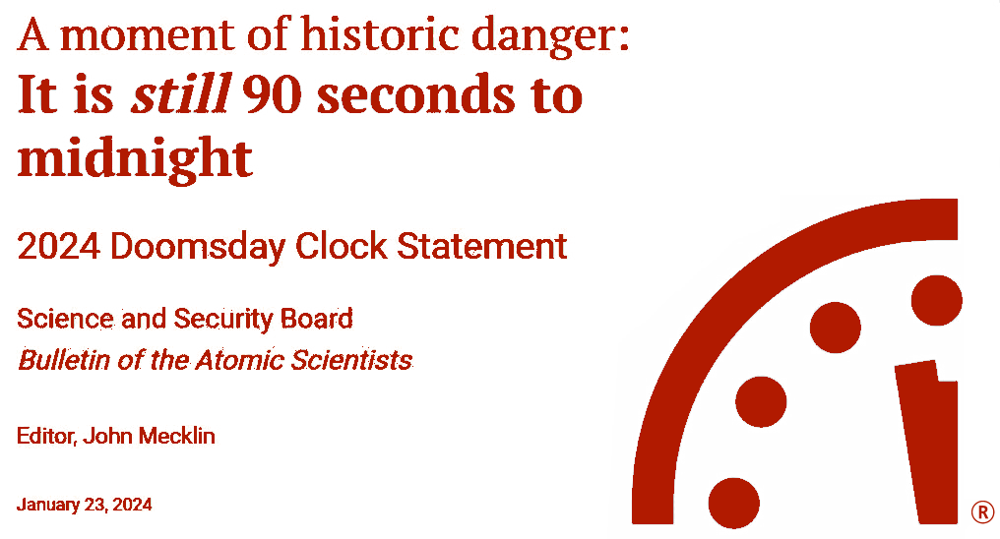 A moment of historic danger:
It is still 90 seconds to
midnight
2024 Doomsday Clock Statement
Science and Security Board
Bulletin of the Atomic Scientists
Editor, John Mecklin
January 23, 2024
®